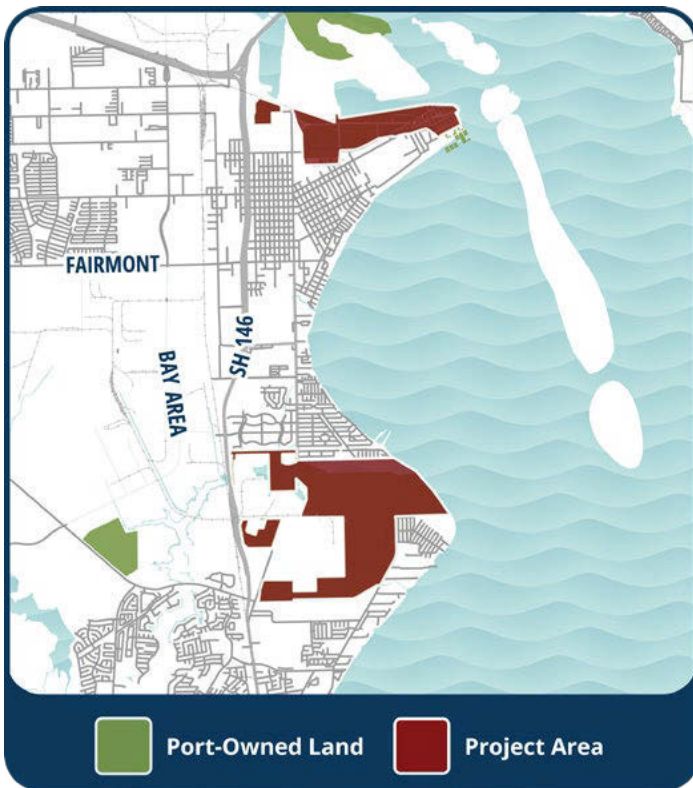 FAIRMONT
SH 146
BAY AREA
Port-Owned Land
Project Area